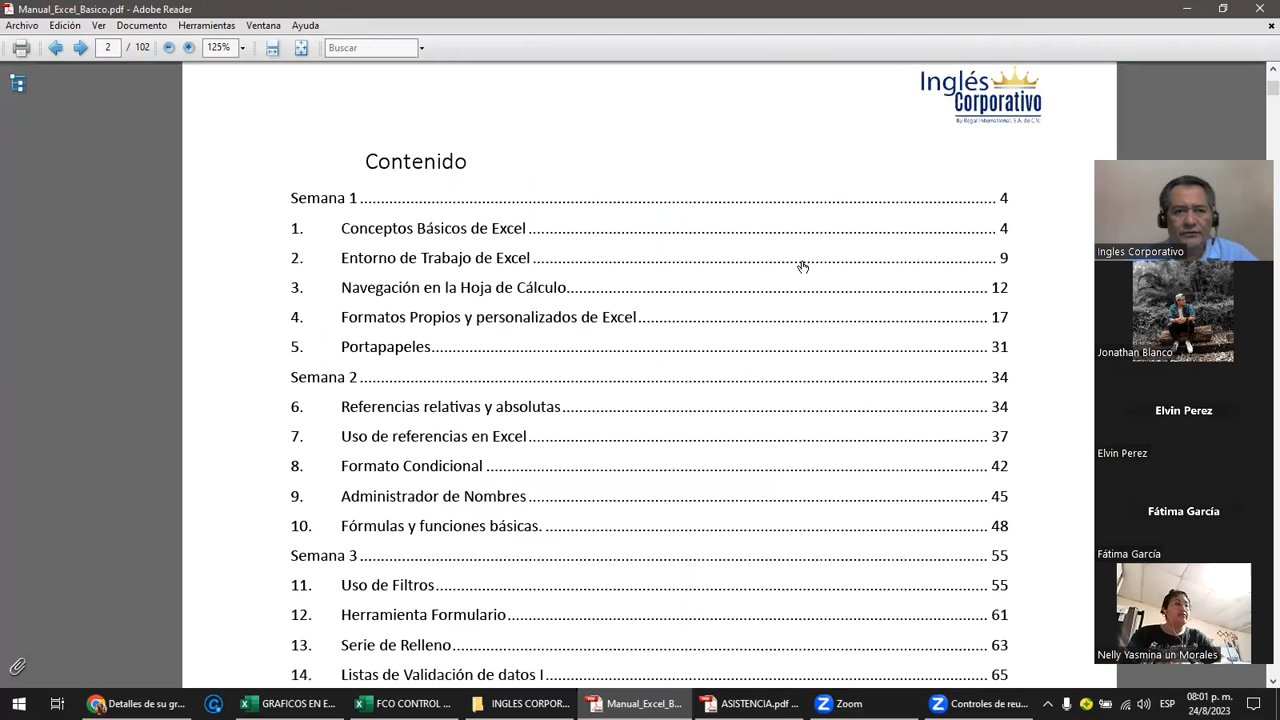 Manual_Excel_Basico.pdf - Adobe Reader
Archivo Edición Ver Documento Herramientas Ventana Ayuda
2 / 102 125% Buscar
Inglés
Corporativo
By Regal International, S.A. de C.V.
Contenido
Semana 1 4
1. Conceptos Básicos de Excel 4
2. Entorno de Trabajo de Excel 9
3. Navegación en la Hoja de Cálculo 12
4. Formatos Propios y personalizados de Excel 17
5. Portapapeles 31
Semana 2 34
6. Referencias relativas y absolutas 34
7. Uso de referencias en Excel 37
8. Formato Condicional 42
9. Administrador de Nombres 45
10. Fórmulas y funciones básicas. 48
Semana 3 55
11. Uso de Filtros 55
12. Herramienta Formulario 61
13. Serie de Relleno 63
14. Listas de Validación de datos I 65
Ingles Corporativo
Jonathan Blanco
Elvin Perez
Elvin Perez
Fátima García
Fátima García
Nelly Yasmina un Morales
Detalles de su gr...
GRAFICOS EN E...
FCO CONTROL ...
INGLES CORPOR...
Manual_Excel_B...
ASISTENCIA.pdf ...
Zoom
Controles de reu...
ESP
08:01 p. m.
24/8/2023